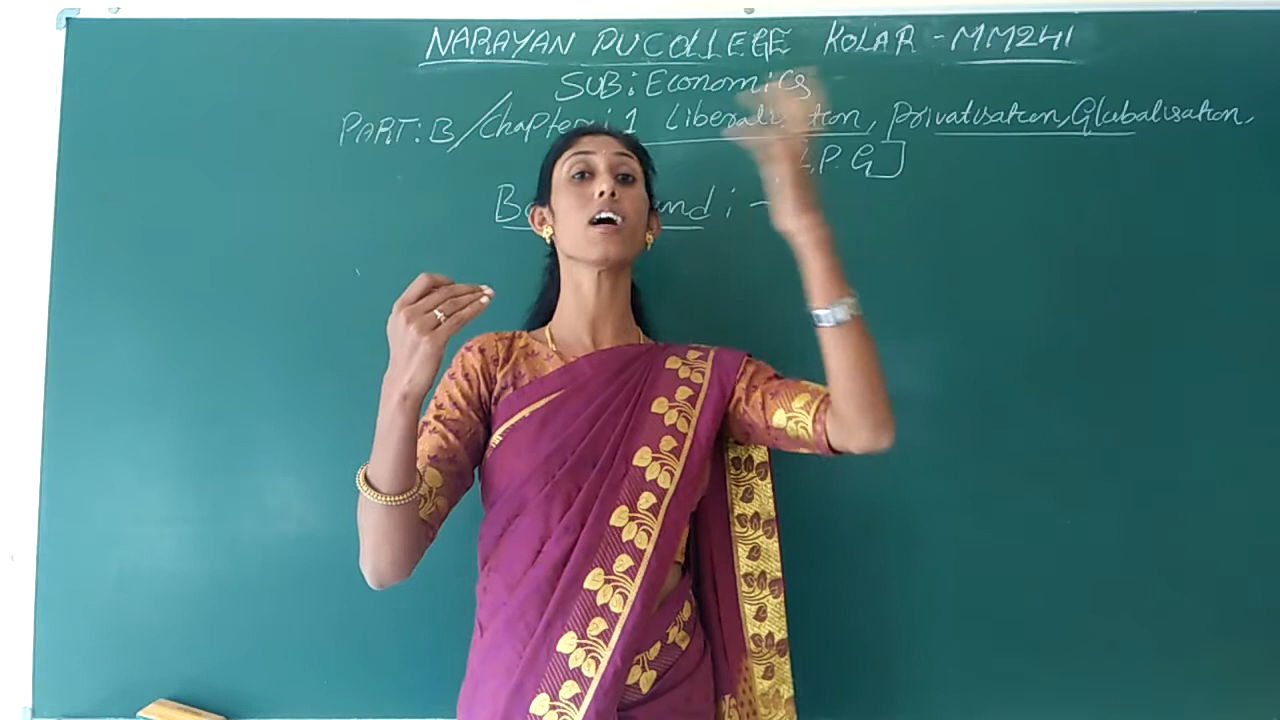 NARAYAN PU COLLEGE KOLAR - MM241
SUB: Economics
PART: B/Chapter: 1 Liberalisation, Privatisation, Globalisation,
L.P.G]
:-